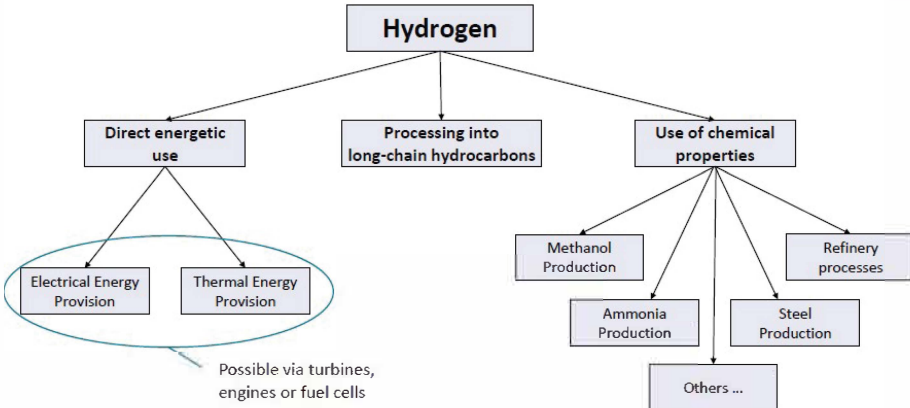 Hydrogen
Direct energetic
use
Processing into
long-chain hydrocarbons
Use of chemical
properties
Electrical Energy
Provision
Thermal Energy
Provision
Methanol
Production
Refinery
processes
Ammonia
Production
Steel
Production
Others ...
Possible via turbines,
engines or fuel cells